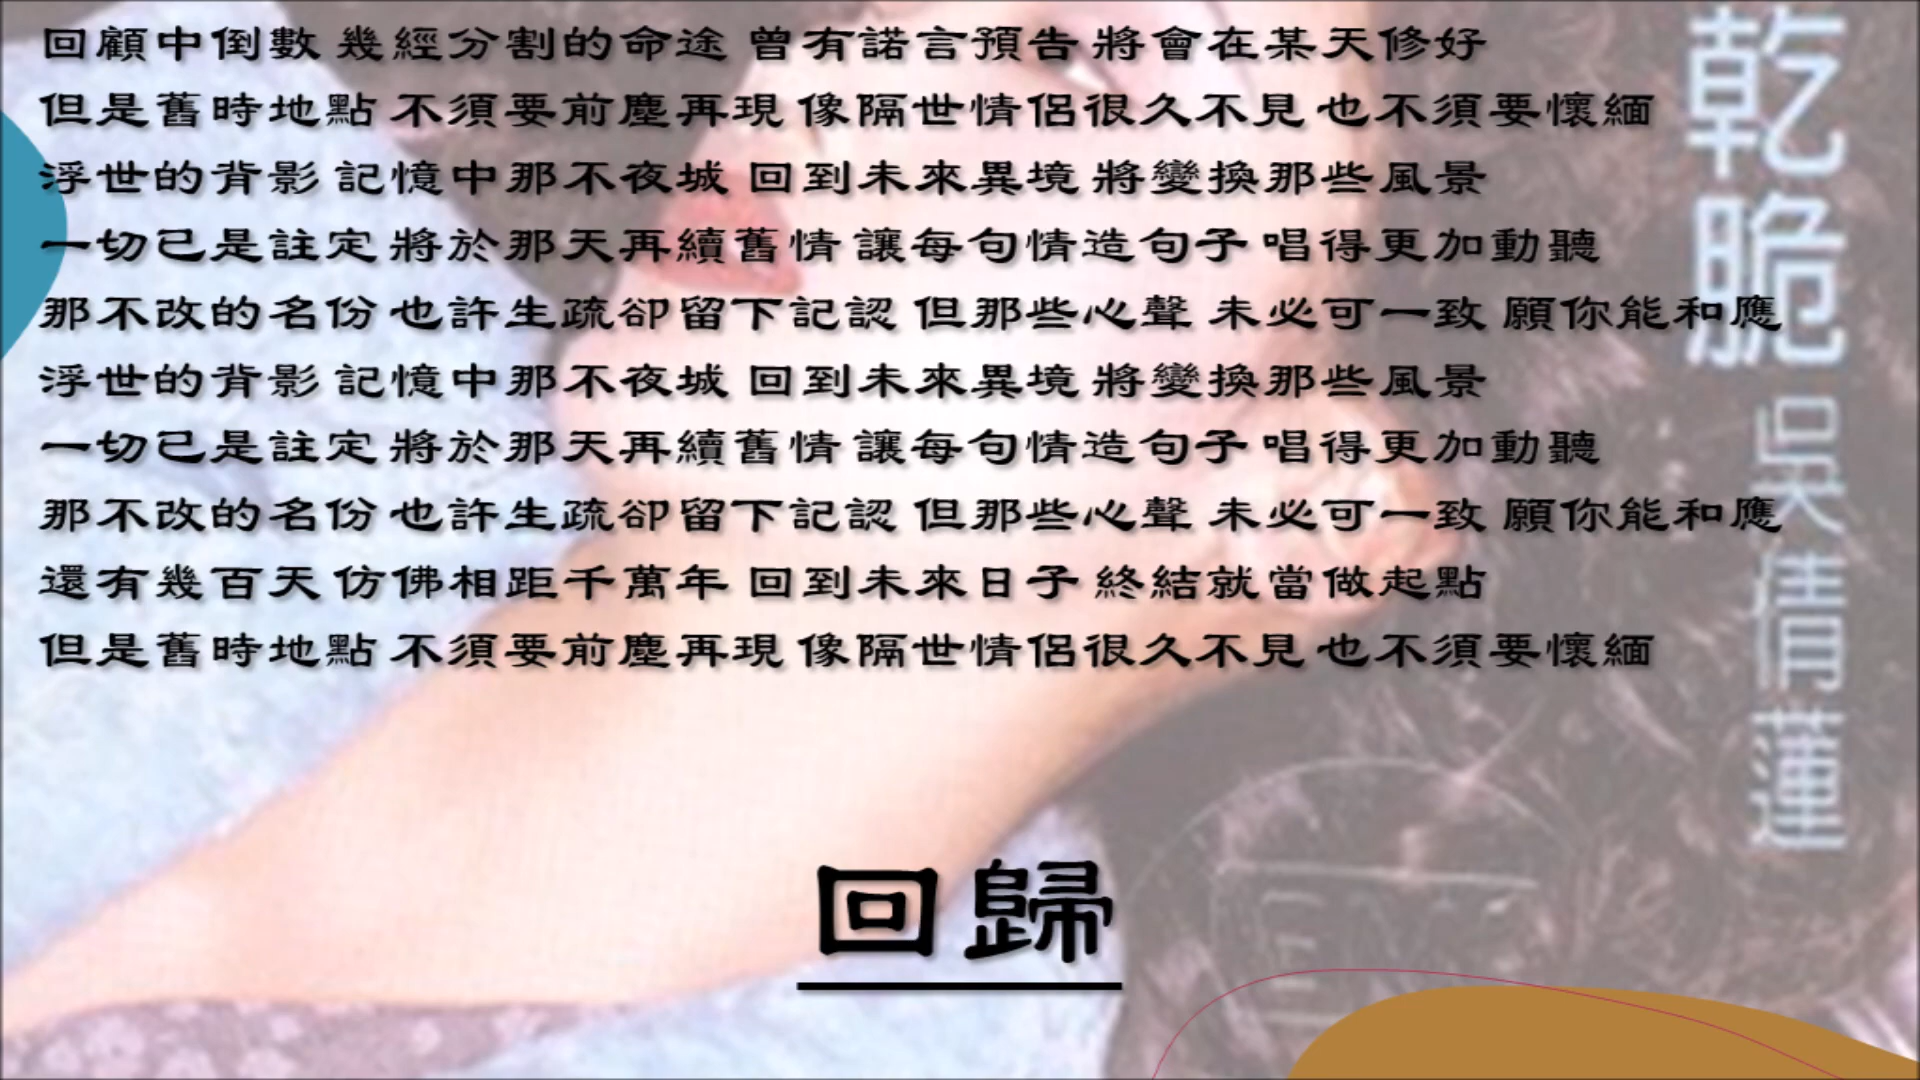 回顧中倒數 幾經分割的命途 曾有諾言預告 將會在某天修好
但是舊時地點 不須要前塵再現 像隔世情侶很久不見 也不須要懷緬
浮世的背影 記憶中那不夜城 回到未來異境 將變換那些風景
一切已是註定 將於那天再續舊情 讓每句情造句子 唱得更加動聽
那不改的名份 也許生疏卻留下記認 但那些心聲 未必可一致 願你能和應
浮世的背影 記憶中那不夜城 回到未來異境 將變換那些風景
一切已是註定 將於那天再續舊情 讓每句情造句子 唱得更加動聽
那不改的名份 也許生疏卻留下記認 但那些心聲 未必可一致 願你能和應
還有幾百天 仿佛相距千萬年 回到未來日子 終結就當做起點
但是舊時地點 不須要前塵再現 像隔世情侶很久不見 也不須要懷緬
回歸
乾脆
吳倩蓮